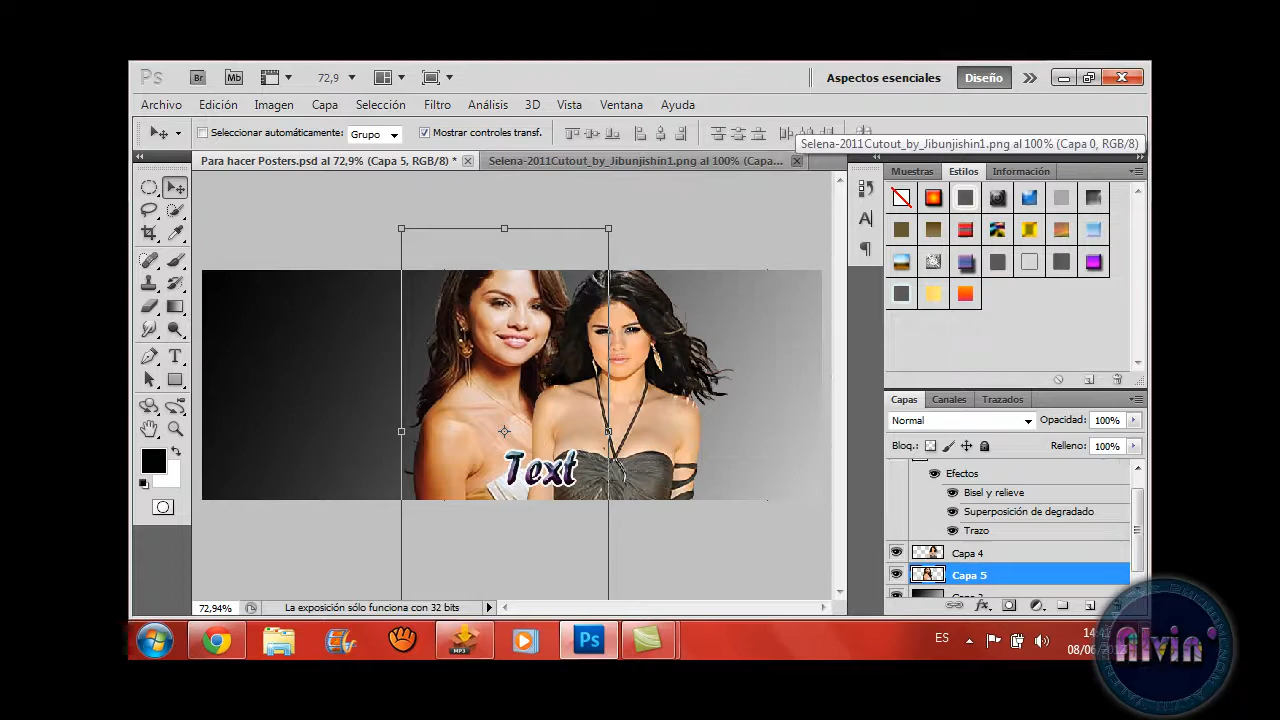 Ps Br Mb 72,9 Aspectos esenciales Diseño
Archivo Edición Imagen Capa Selección Filtro Análisis 3D Vista Ventana Ayuda
Seleccionar automáticamente: Grupo Mostrar controles transf.
Selena-2011Cutout_by_Jibunjishin1.png al 100% (Capa 0, RGB/8)
Para hacer Posters.psd al 72,9% (Capa 5, RGB/8) * Selena-2011Cutout_by_Jibunjishin1.png al 100% (Capa...
Muestras Estilos Información
Text
Capas Canales Trazados
Normal Opacidad: 100%
Bloq.: Relleno: 100%
Efectos
Bisel y relieve
Superposición de degradado
Trazo
Capa 4
Capa 5
72,94% La exposición sólo funciona con 32 bits
fx
MP3 Ps ES
Alvin'